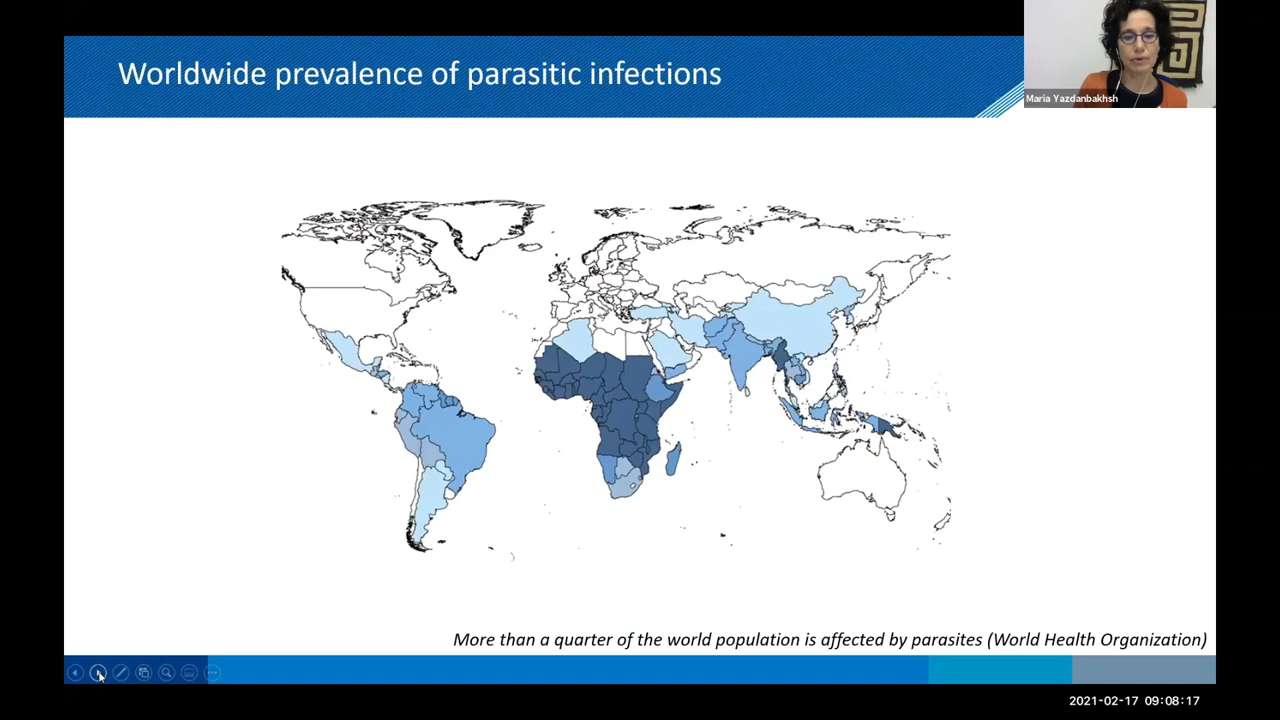 Worldwide prevalence of parasitic infections
Maria Yazdanbakhsh
More than a quarter of the world population is affected by parasites (World Health Organization)
2021-02-17 09:08:17